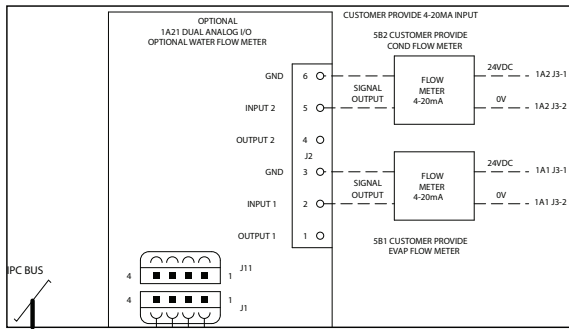 OPTIONAL
1A21 DUAL ANALOG I/O
OPTIONAL WATER FLOW METER
CUSTOMER PROVIDE 4-20MA INPUT
5B2 CUSTOMER PROVIDE
COND FLOW METER
GND 6
INPUT 2 5
OUTPUT 2 4
J2
GND 3
INPUT 1 2
OUTPUT 1 1
SIGNAL
OUTPUT
FLOW
METER
4-20mA
24VDC 1A2 J3-1
0V 1A2 J3-2
SIGNAL
OUTPUT
FLOW
METER
4-20mA
24VDC 1A1 J3-1
0V 1A1 J3-2
5B1 CUSTOMER PROVIDE
EVAP FLOW METER
J11
4 1
4 1
J1
IPC BUS